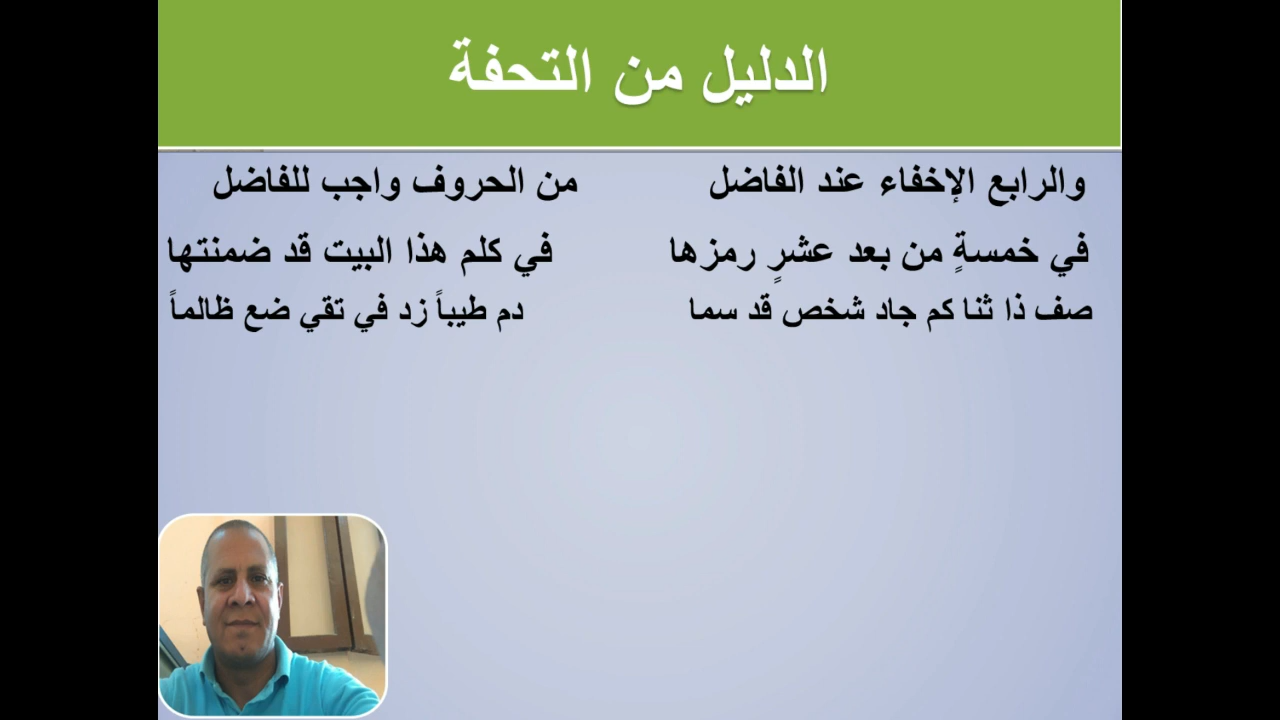 الدليل من التحفة
والرابع الإخفاء عند الفاضل من الحروف واجب للفاضل
في خمسةٍ من بعد عشرٍ رمزها في كلم هذا البيت قد ضمنتها
صف ذا ثنا كم جاد شخص قد سما دم طيباً زد في تقي ضع ظالماً